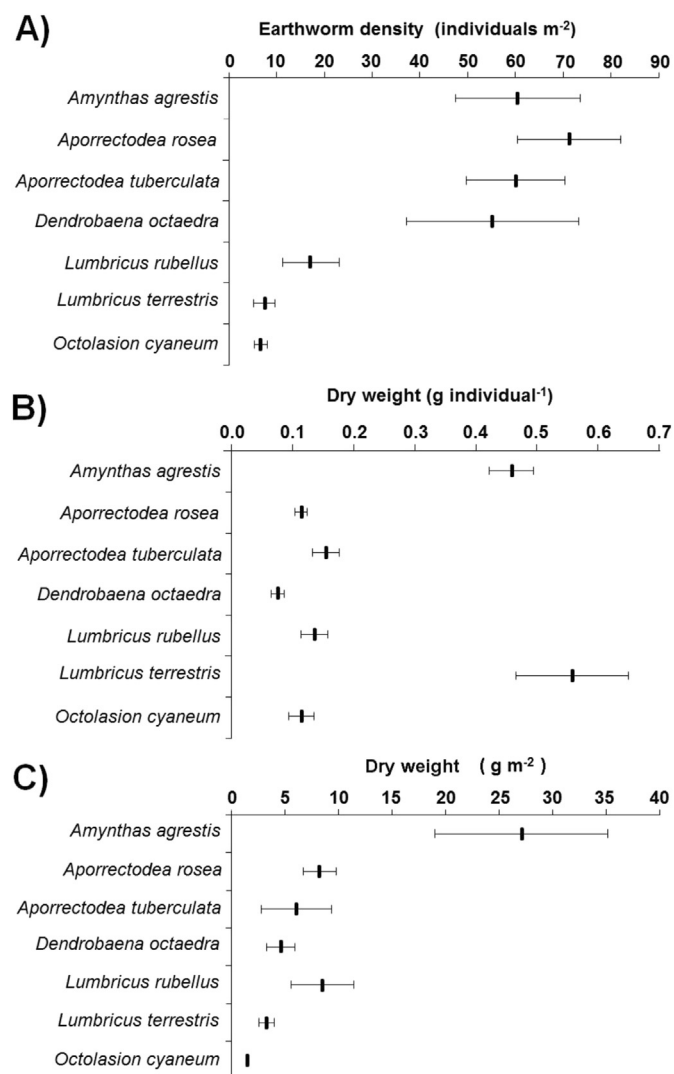 A)
Earthworm density (individuals m-2)
0 10 20 30 40 50 60 70 80 90
Amynthas agrestis
Aporrectodea rosea
Aporrectodea tuberculata
Dendrobaena octaedra
Lumbricus rubellus
Lumbricus terrestris
Octolasion cyaneum
B)
Dry weight (g individual-1)
0.0 0.1 0.2 0.3 0.4 0.5 0.6 0.7
Amynthas agrestis
Aporrectodea rosea
Aporrectodea tuberculata
Dendrobaena octaedra
Lumbricus rubellus
Lumbricus terrestris
Octolasion cyaneum
C)
Dry weight ( g m-2 )
0 5 10 15 20 25 30 35 40
Amynthas agrestis
Aporrectodea rosea
Aporrectodea tuberculata
Dendrobaena octaedra
Lumbricus rubellus
Lumbricus terrestris
Octolasion cyaneum